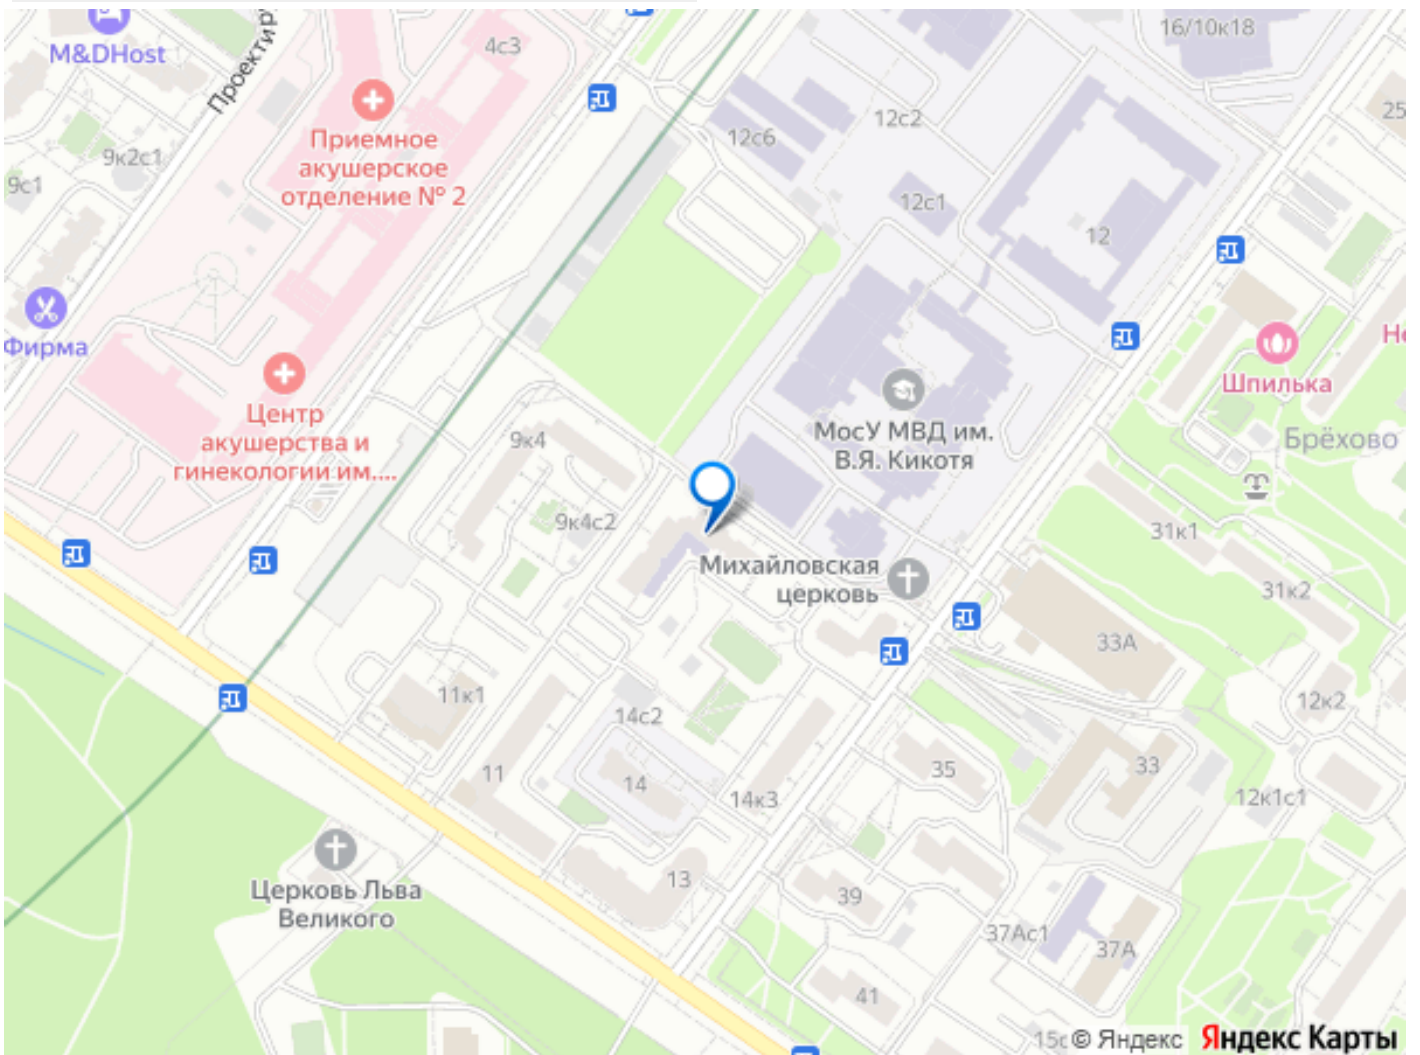 M&DHost
Проектир
4с3
16/10к18
Приемное
акушерское
отделение № 2
9к2с1
9с1
12с6
12с2
12с1
12
25
Фирма
Шпилька
Не
Центр
акушерства и
гинекологии им....
9к4
МосУ МВД им.
В.Я. Кикотя
Брёхово
9к4с2
31к1
Михайловская
церковь
31к2
33А
11к1
14с2
12к2
11
14
14к3
35
33
12к1с1
13
39
Церковь Льва
Великого
37Ас1
37А
41
15с
© Яндекс Яндекс Карты